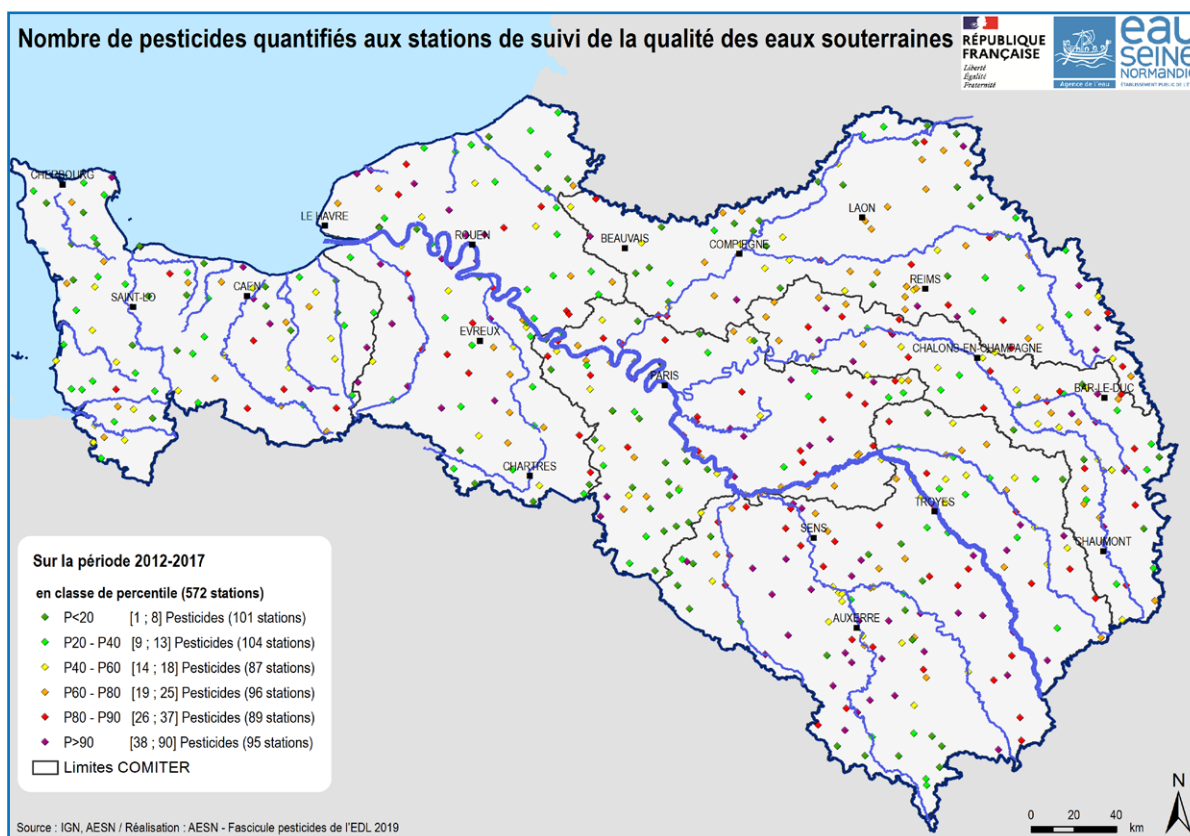 Nombre de pesticides quantifiés aux stations de suivi de la qualité des eaux souterraines
RÉPUBLIQUE
FRANÇAISE
Liberté
Égalité
Fraternité
Agence de l'eau
eau
SEINE
NORMANDIE
CHERBOURG
LE HAVRE
ROUEN
BEAUVAIS
COMPIEGNE
LAON
SAINT-LO
CAEN
REIMS
EVREUX
CHALONS-EN-CHAMPAGNE
PARIS
BAR-LE-DUC
CHARTRES
TROYES
SENS
CHAUMONT
AUXERRE
Sur la période 2012-2017
en classe de percentile (572 stations)
P<20 [1 ; 8] Pesticides (101 stations)
P20 - P40 [9 ; 13] Pesticides (104 stations)
P40 - P60 [14 ; 18] Pesticides (87 stations)
P60 - P80 [19 ; 25] Pesticides (96 stations)
P80 - P90 [26 ; 37] Pesticides (89 stations)
P>90 [38 ; 90] Pesticides (95 stations)
Limites COMITER
N
0 20 40
km
Source : IGN, AESN / Réalisation : AESN - Fascicule pesticides de l'EDL 2019